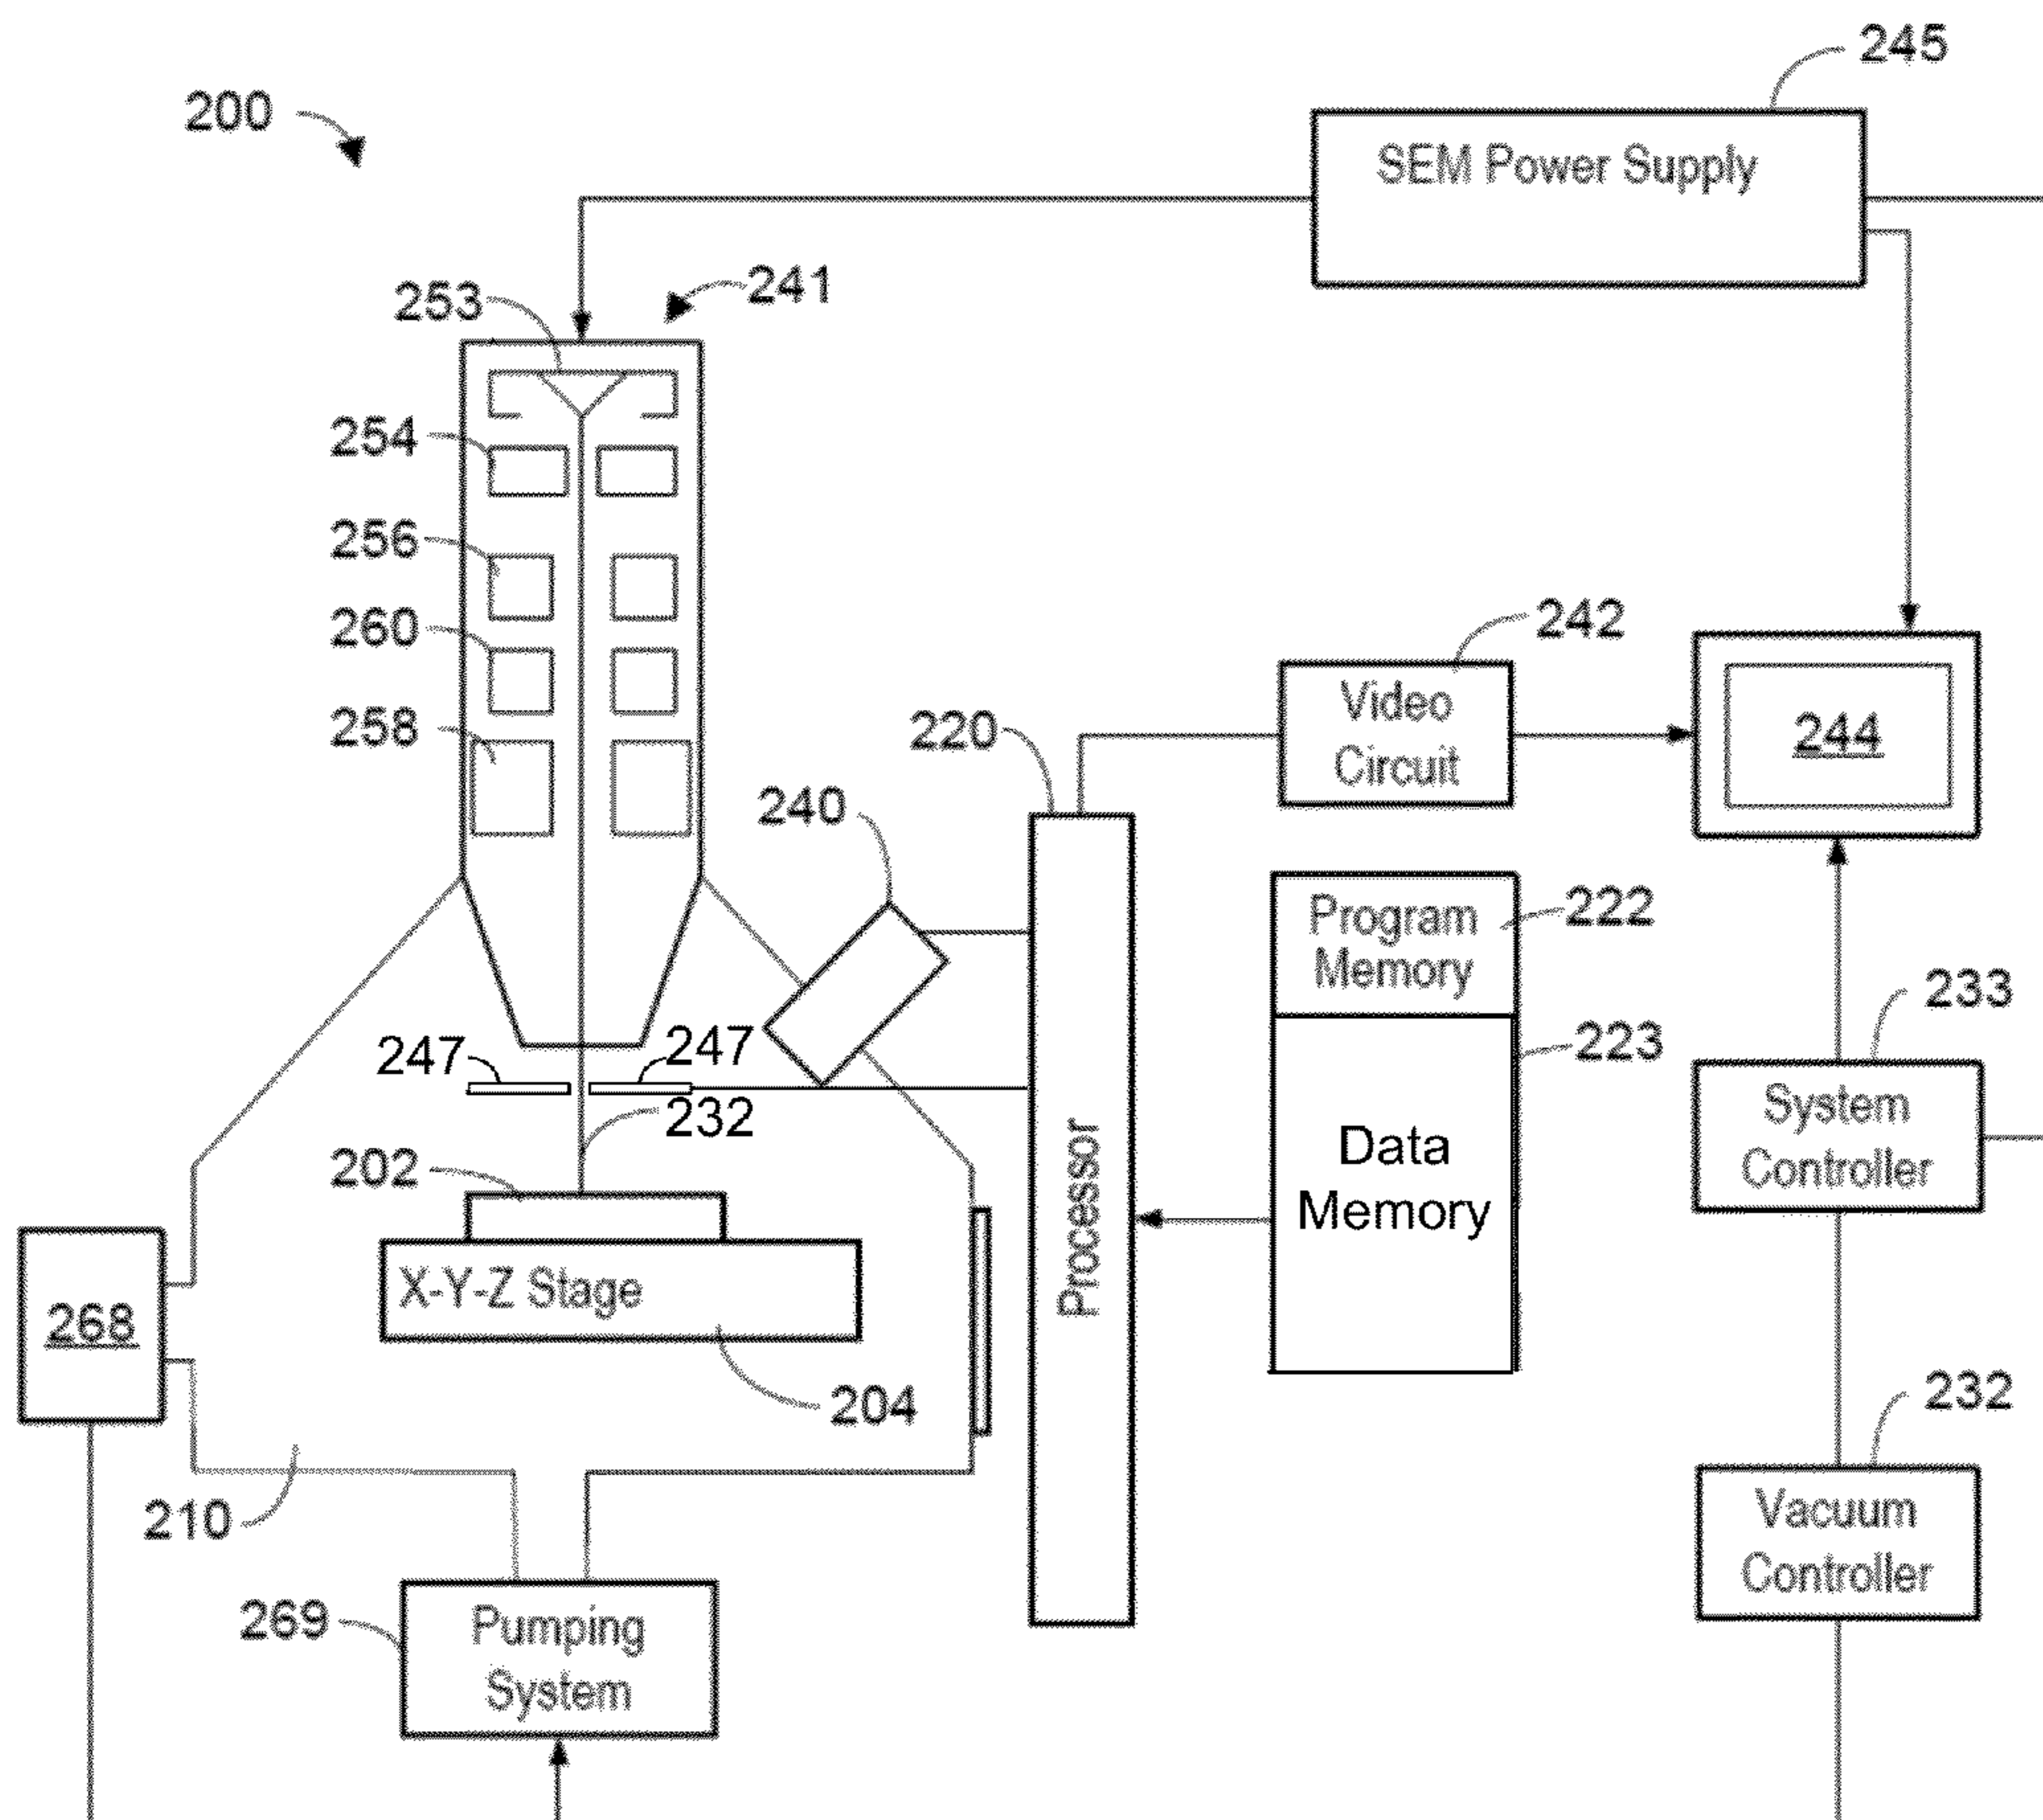 245
200
SEM Power Supply
241
253
254
256
260
258
242
Video
Circuit
244
220
240
Program
Memory
222
223
Data
Memory
233
System
Controller
247
247
232
202
X-Y-Z Stage
204
Processor
268
210
232
Vacuum
Controller
269
Pumping
System